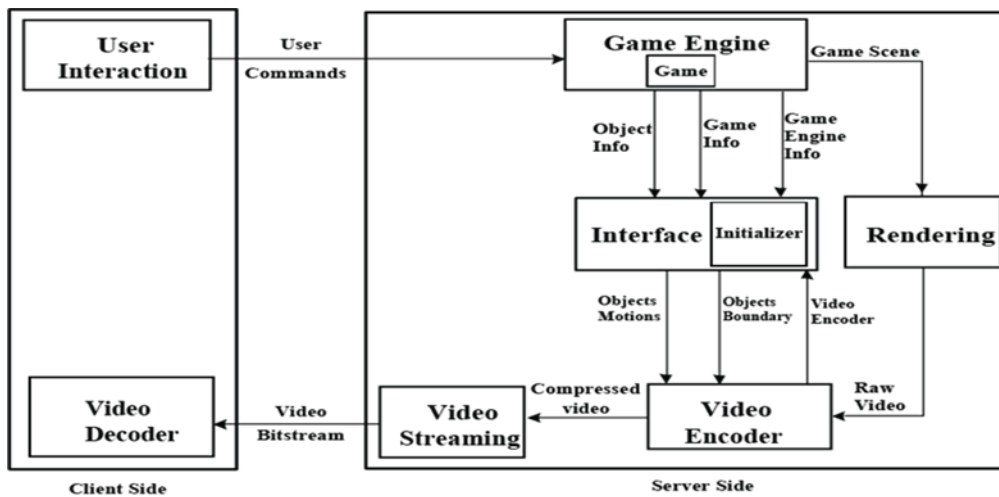 User
Interaction
User
Commands
Game Engine
Game
Game Scene
Object
Info
Game
Info
Game
Engine
Info
Interface
Initializer
Rendering
Objects
Motions
Objects
Boundary
Video
Encoder
Raw
Video
Video
Encoder
Compressed
video
Video
Streaming
Video
Bitstream
Video
Decoder
Client Side
Server Side